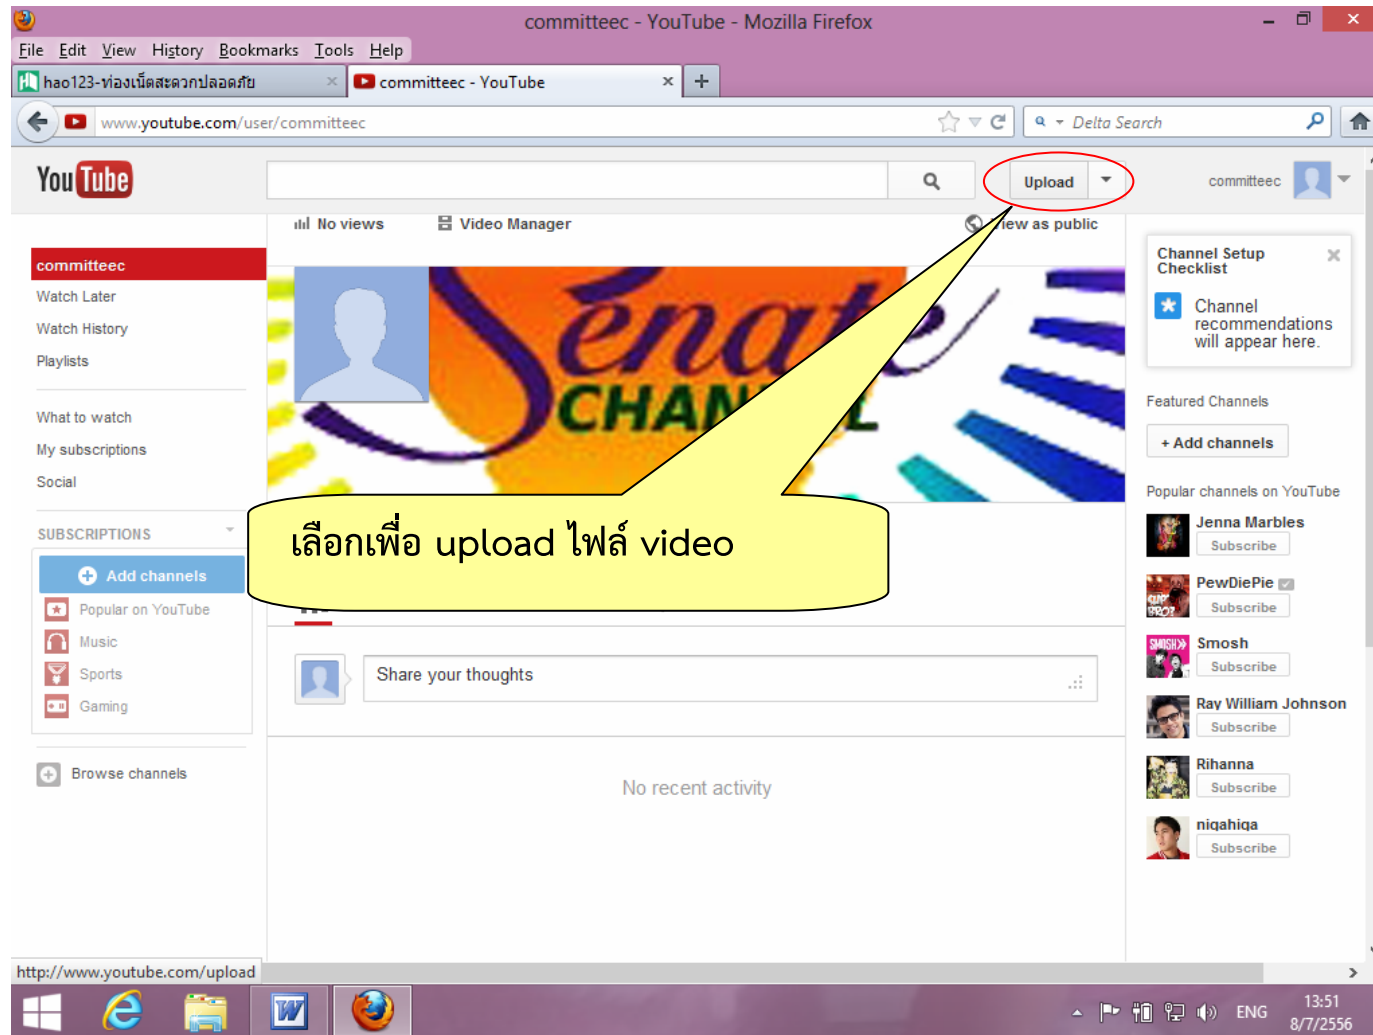 committeec - YouTube - Mozilla Firefox
File Edit View History Bookmarks Tools Help
hao123-ท่องเน็ตสะดวกปลอดภัย
committeec - YouTube
www.youtube.com/user/committeec
Delta Search
YouTube
Upload
committeec
No views
Video Manager
View as public
committeec
Watch Later
Watch History
Playlists
What to watch
My subscriptions
Social
SUBSCRIPTIONS
Add channels
Popular on YouTube
Music
Sports
Gaming
Browse channels
Senate
CHANNEL
เลือกเพื่อ upload ไฟล์ video
Share your thoughts
No recent activity
Channel Setup
Checklist
Channel
recommendations
will appear here.
Featured Channels
+ Add channels
Popular channels on YouTube
Jenna Marbles
Subscribe
PewDiePie
Subscribe
Smosh
Subscribe
Ray William Johnson
Subscribe
Rihanna
Subscribe
nigahiga
Subscribe
http://www.youtube.com/upload
ENG
13:51
8/7/2556